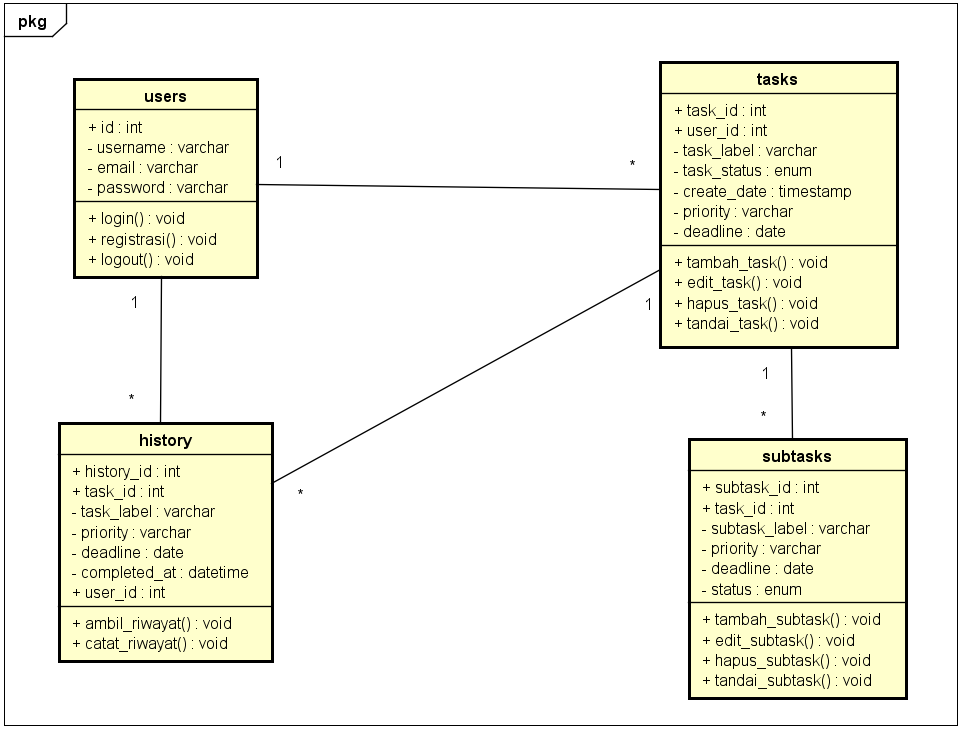 pkg
users
+ id : int
- username : varchar
- email : varchar
- password : varchar
+ login() : void
+ registrasi() : void
+ logout() : void
1
*
tasks
+ task_id : int
+ user_id : int
- task_label : varchar
- task_status : enum
- create_date : timestamp
- priority : varchar
- deadline : date
+ tambah_task() : void
+ edit_task() : void
+ hapus_task() : void
+ tandai_task() : void
1
*
1
*
1
*
history
+ history_id : int
+ task_id : int
- task_label : varchar
- priority : varchar
- deadline : date
- completed_at : datetime
+ user_id : int
+ ambil_riwayat() : void
+ catat_riwayat() : void
subtasks
+ subtask_id : int
+ task_id : int
- subtask_label : varchar
- priority : varchar
- deadline : date
- status : enum
+ tambah_subtask() : void
+ edit_subtask() : void
+ hapus_subtask() : void
+ tandai_subtask() : void